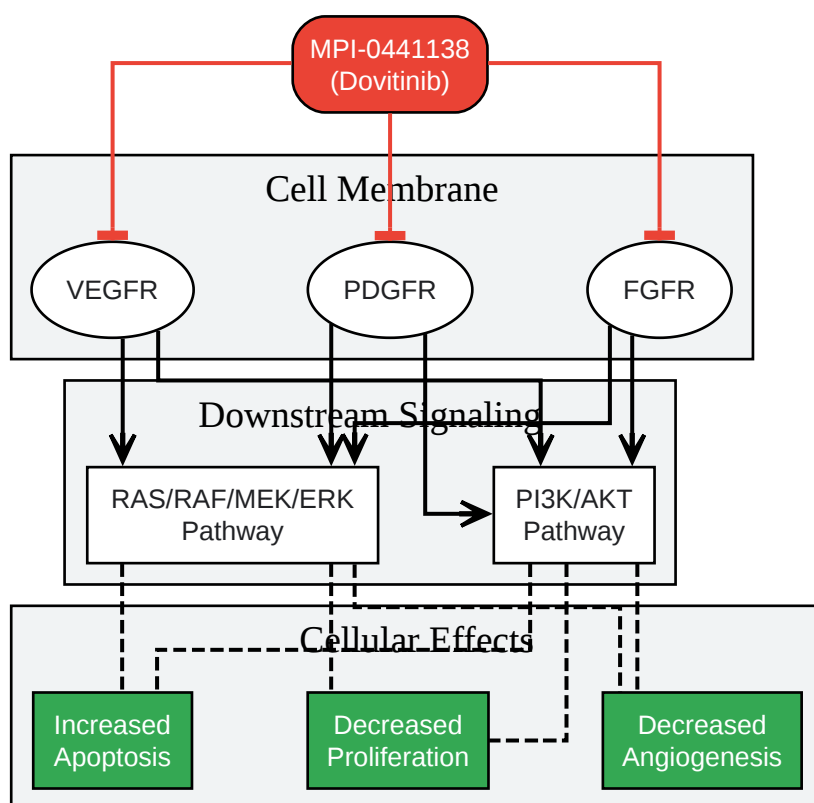 MPI-0441138
(Dovitinib)
Cell Membrane
VEGFR
PDGFR
FGFR
Downstream Signaling
RAS/RAF/MEK/ERK
Pathway
PI3K/AKT
Pathway
Cellular Effects
Increased
Apoptosis
Decreased
Proliferation
Decreased
Angiogenesis